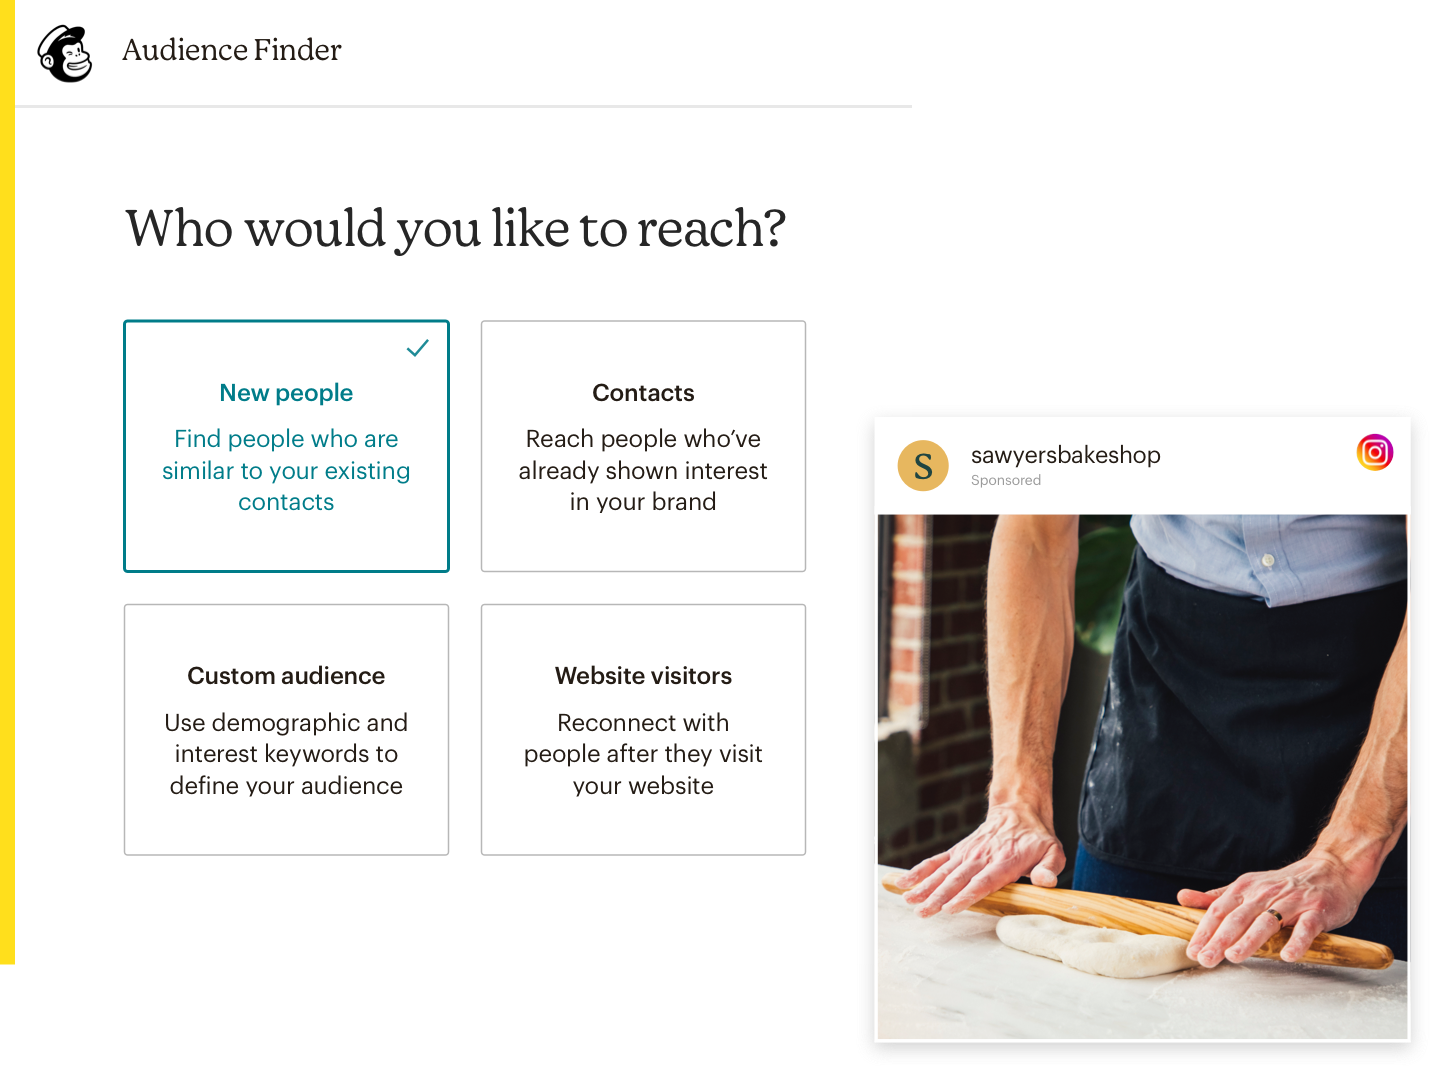 Audience Finder
Who would you like to reach?
New people
Find people who are
similar to your existing
contacts
Contacts
Reach people who’ve
already shown interest
in your brand
Custom audience
Use demographic and
interest keywords to
define your audience
Website visitors
Reconnect with
people after they visit
your website
S
sawyersbakeshop
Sponsored